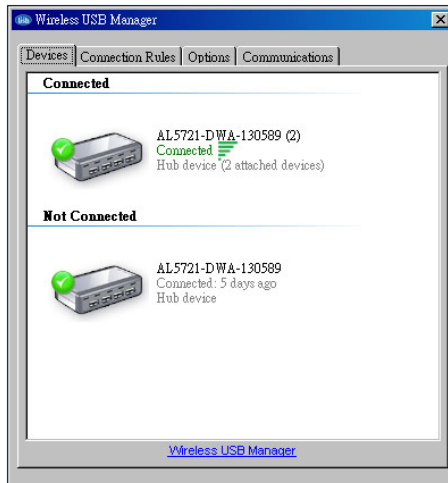 Wireless USB Manager
Devices
Connection Rules
Options
Communications
Connected
AL5721-DWA-130589 (2)
Connected
Hub device (2 attached devices)
Not Connected
AL5721-DWA-130589
Connected: 5 days ago
Hub device
Wireless USB Manager